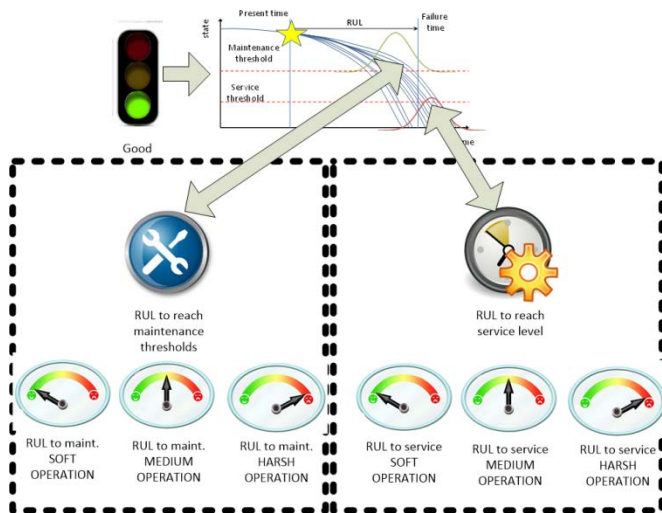 Present time
RUL
Failure
time
state
Maintenance
threshold
Service
threshold
Good
RUL to reach
maintenance
thresholds
RUL to reach
service level
RUL to maint.
SOFT
OPERATION
RUL to maint.
MEDIUM
OPERATION
RUL to maint.
HARSH
OPERATION
RUL to service
SOFT
OPERATION
RUL to service
MEDIUM
OPERATION
RUL to service
HARSH
OPERATION